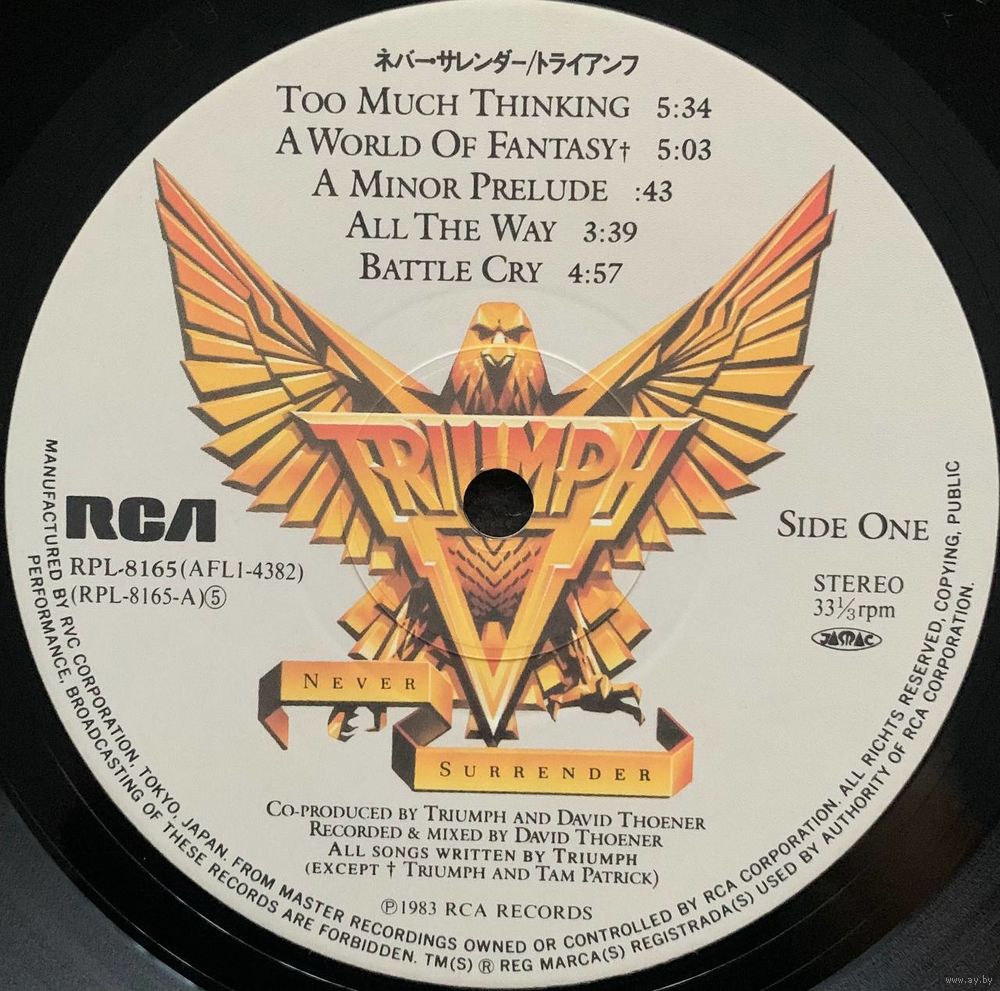 ネバー・サレンダー/トライアンフ
TOO MUCH THINKING 5:34
A WORLD OF FANTASY† 5:03
A MINOR PRELUDE :43
ALL THE WAY 3:39
BATTLE CRY 4:57
TRIUMPH
RCA
RPL-8165(AFL1-4382)
(RPL-8165-A)⑤
SIDE ONE
STEREO
33⅓rpm
JASRAC
NEVER
SURRENDER
CO-PRODUCED BY TRIUMPH AND DAVID THOENER
RECORDED & MIXED BY DAVID THOENER
ALL SONGS WRITTEN BY TRIUMPH
(EXCEPT † TRIUMPH AND TAM PATRICK)
℗1983 RCA RECORDS
MANUFACTURED BY RVC CORPORATION, TOKYO, JAPAN. FROM MASTER RECORDINGS OWNED OR CONTROLLED BY RCA CORPORATION. ALL RIGHTS RESERVED, COPYING, PUBLIC
PERFORMANCE, BROADCASTING OF THESE RECORDS ARE FORBIDDEN. TM(S) ® REG MARCA(S) REGISTRADA(S) USED BY AUTHORITY OF RCA CORPORATION.
www.ay.by